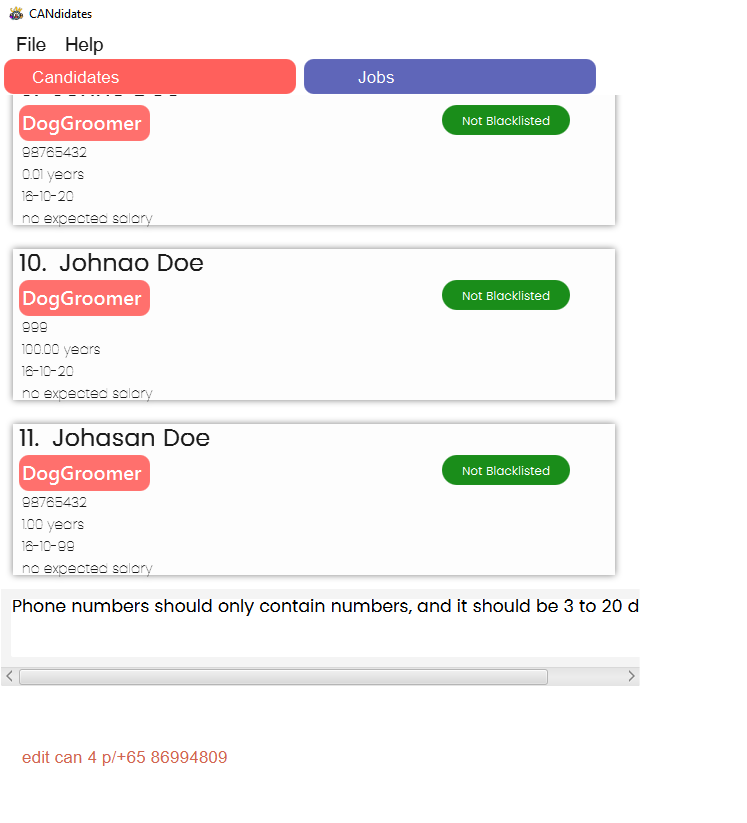 CANdidates
File Help
Candidates Jobs
DogGroomer Not Blacklisted
98765432
0.01 years
16-10-20
no expected salary
10. Johnao Doe
DogGroomer Not Blacklisted
999
100.00 years
16-10-20
no expected salary
11. Johasan Doe
DogGroomer Not Blacklisted
98765432
1.00 years
16-10-99
no expected salary
Phone numbers should only contain numbers, and it should be 3 to 20 d
edit can 4 p/+65 86994809